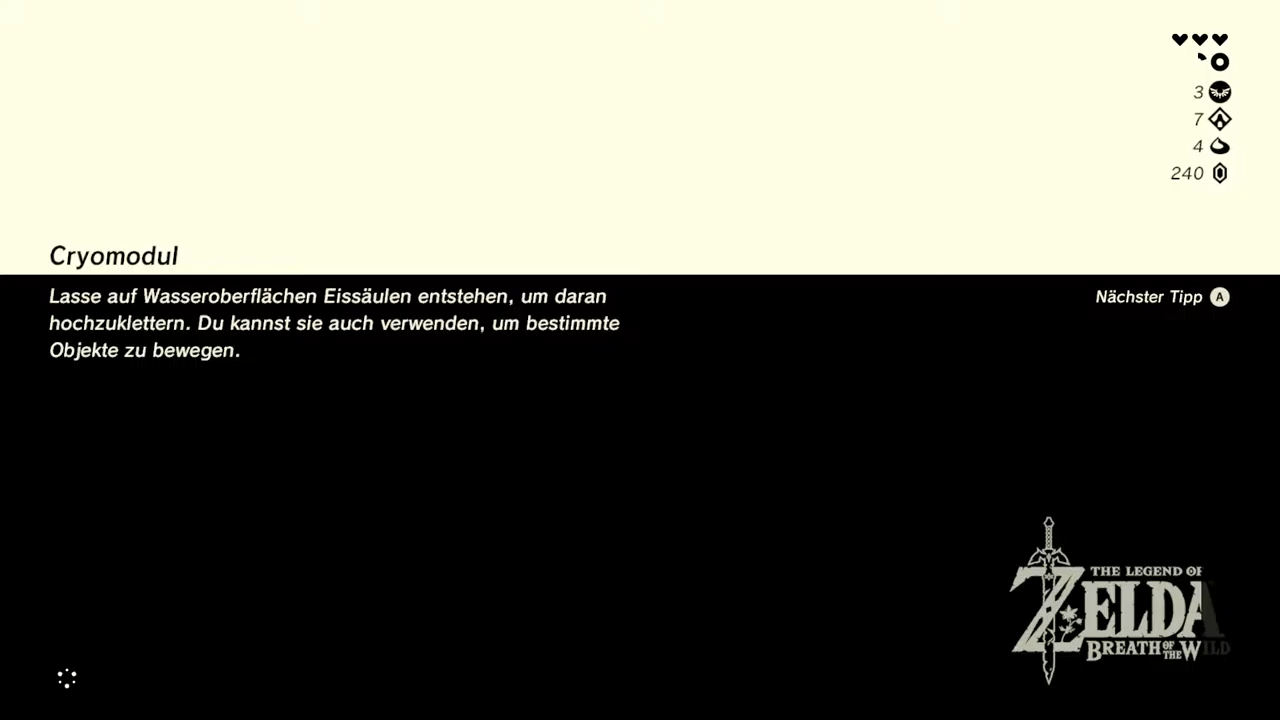 3
7
4
240
Cryomodul
Lasse auf Wasseroberflächen Eissäulen entstehen, um daran
hochzuklettern. Du kannst sie auch verwenden, um bestimmte
Objekte zu bewegen.
Nächster Tipp A
THE LEGEND OF
ZELDA
BREATH OF THE WILD